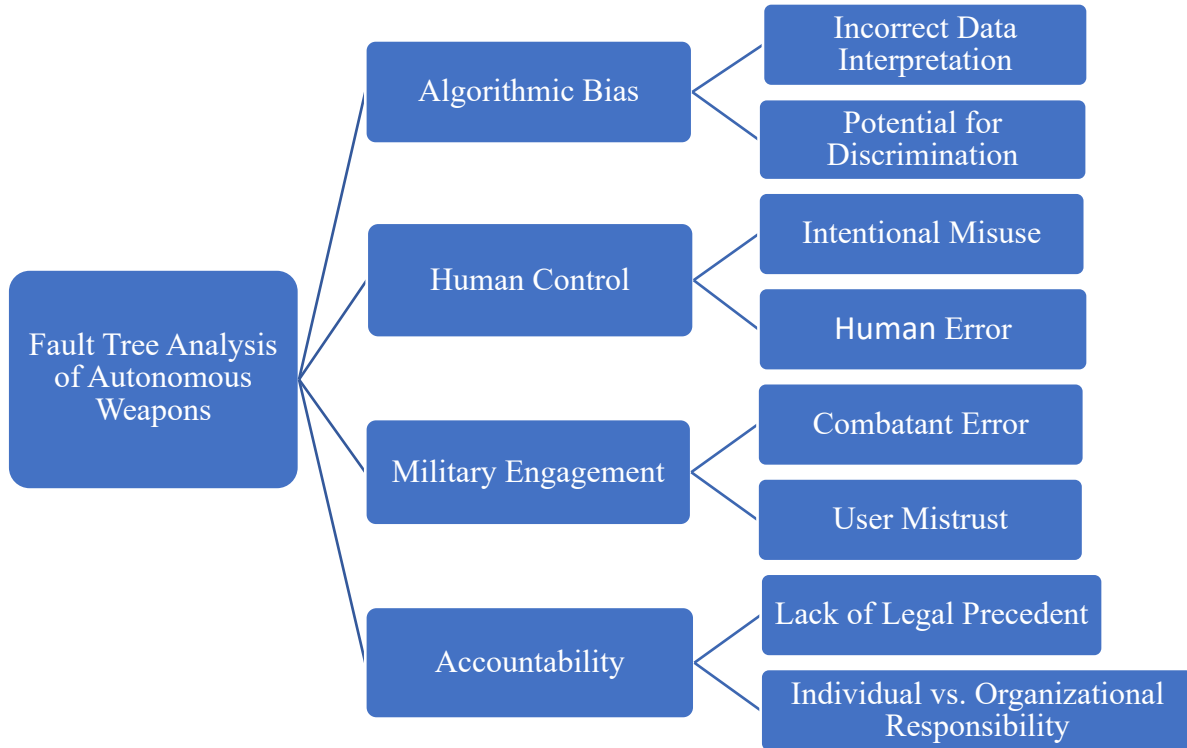 Fault Tree Analysis
of Autonomous
Weapons
Algorithmic Bias
Incorrect Data
Interpretation
Potential for
Discrimination
Human Control
Intentional Misuse
Human Error
Military Engagement
Combatant Error
User Mistrust
Accountability
Lack of Legal Precedent
Individual vs. Organizational
Responsibility